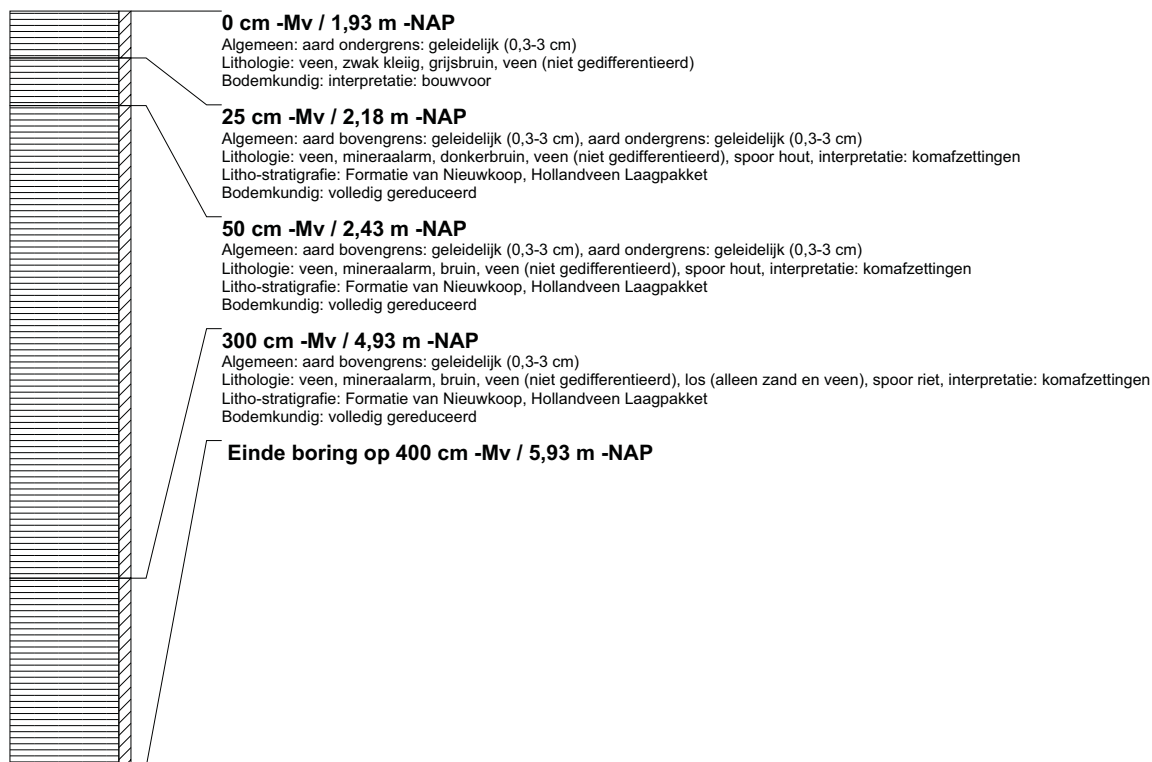 0 cm -Mv / 1,93 m -NAP
Algemeen: aard ondergrens: geleidelijk (0,3-3 cm)
Lithologie: veen, zwak kleiig, grijsbruin, veen (niet gedifferentieerd)
Bodemkundig: interpretatie: bouwvoor
25 cm -Mv / 2,18 m -NAP
Algemeen: aard bovengrens: geleidelijk (0,3-3 cm), aard ondergrens: geleidelijk (0,3-3 cm)
Lithologie: veen, mineraalarm, donkerbruin, veen (niet gedifferentieerd), spoor hout, interpretatie: komafzettingen
Litho-stratigrafie: Formatie van Nieuwkoop, Hollandveen Laagpakket
Bodemkundig: volledig gereduceerd
50 cm -Mv / 2,43 m -NAP
Algemeen: aard bovengrens: geleidelijk (0,3-3 cm), aard ondergrens: geleidelijk (0,3-3 cm)
Lithologie: veen, mineraalarm, bruin, veen (niet gedifferentieerd), spoor hout, interpretatie: komafzettingen
Litho-stratigrafie: Formatie van Nieuwkoop, Hollandveen Laagpakket
Bodemkundig: volledig gereduceerd
300 cm -Mv / 4,93 m -NAP
Algemeen: aard bovengrens: geleidelijk (0,3-3 cm)
Lithologie: veen, mineraalarm, bruin, veen (niet gedifferentieerd), los (alleen zand en veen), spoor riet, interpretatie: komafzettingen
Litho-stratigrafie: Formatie van Nieuwkoop, Hollandveen Laagpakket
Bodemkundig: volledig gereduceerd
Einde boring op 400 cm -Mv / 5,93 m -NAP